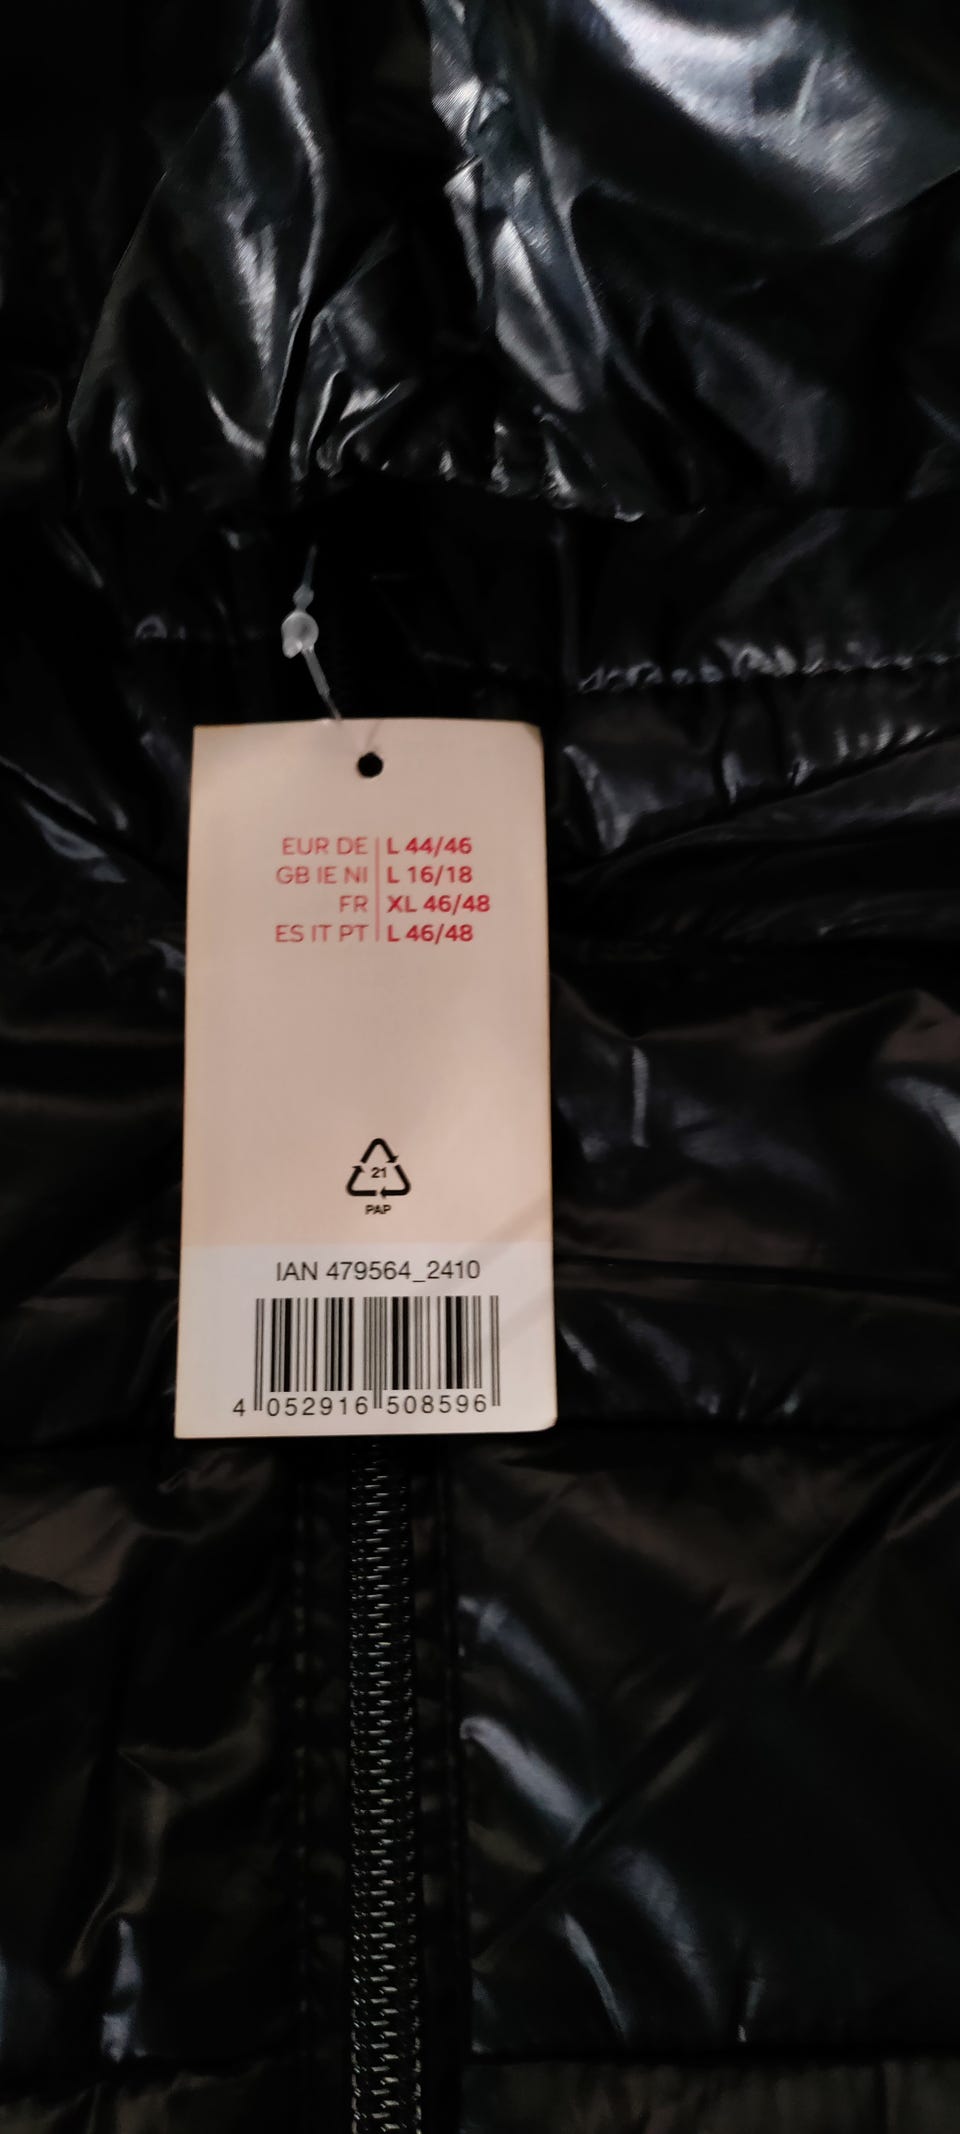 EUR DE L 44/46
GB IE NI L 16/18
FR XL 46/48
ES IT PT L 46/48
21
PAP
IAN 479564_2410
4 052916 508596